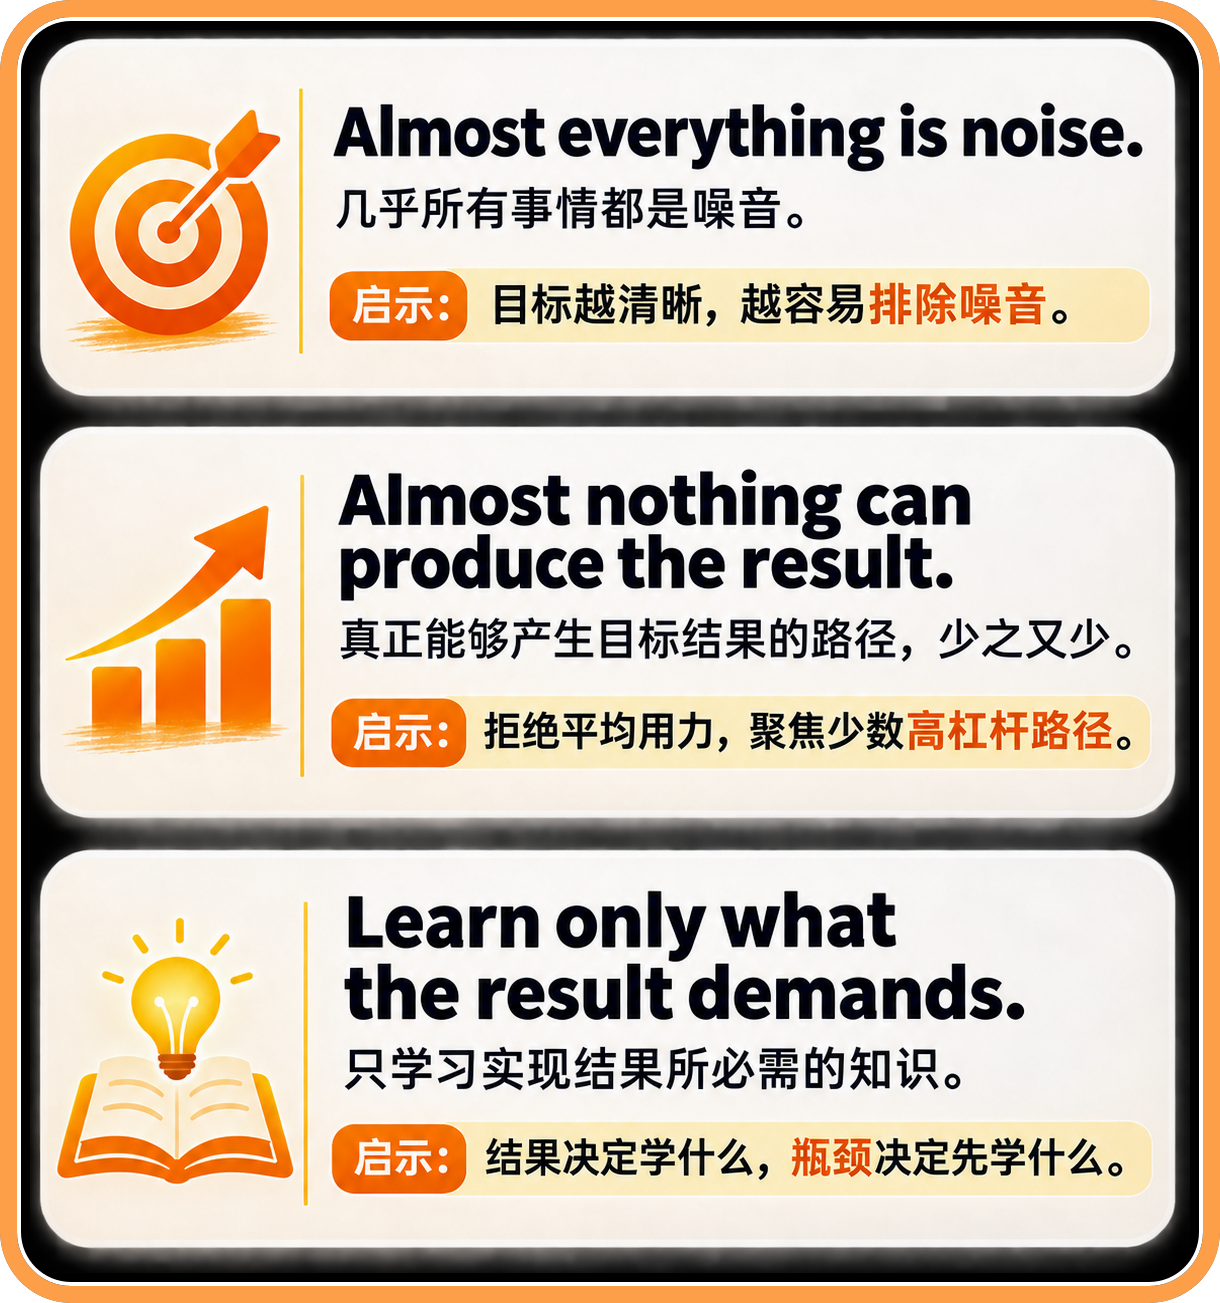 Almost everything is noise.
几乎所有事情都是噪音。
启示： 目标越清晰，越容易排除噪音。
Almost nothing can
produce the result.
真正能够产生目标结果的路径，少之又少。
启示： 拒绝平均用力，聚焦少数高杠杆路径。
Learn only what
the result demands.
只学习实现结果所必需的知识。
启示： 结果决定学什么，瓶颈决定先学什么。